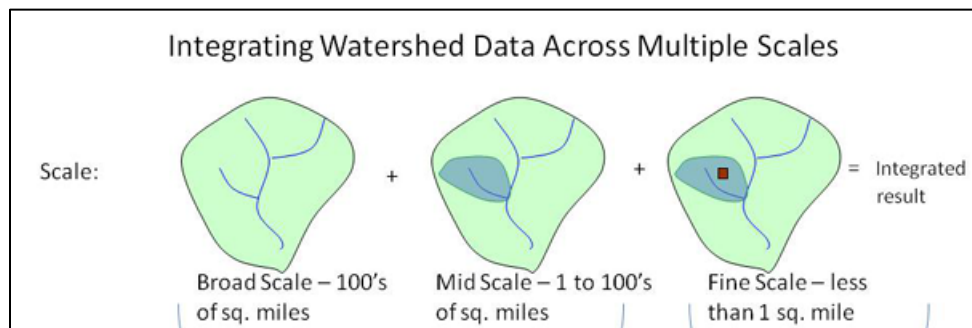 Integrating Watershed Data Across Multiple Scales
Scale:
+
+
= Integrated
result
Broad Scale – 100's
of sq. miles
Mid Scale – 1 to 100's
of sq. miles
Fine Scale – less
than 1 sq. mile